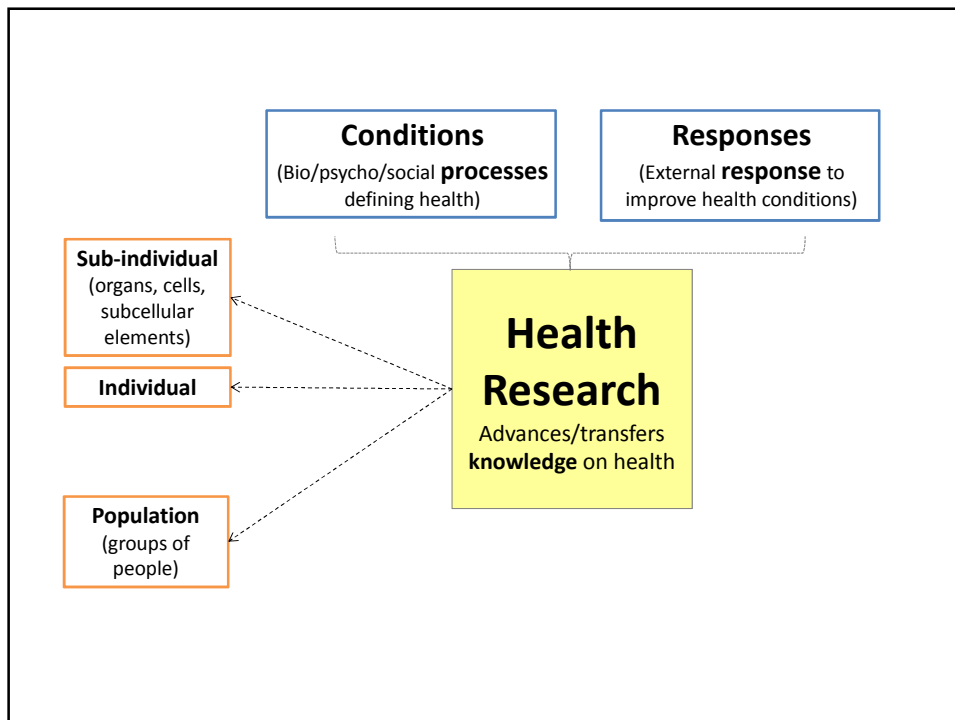 Conditions
(Bio/psycho/social processes
defining health)
Responses
(External response to
improve health conditions)
Sub-individual
(organs, cells,
subcellular
elements)
Individual
Population
(groups of
people)
Health
Research
Advances/transfers
knowledge on health